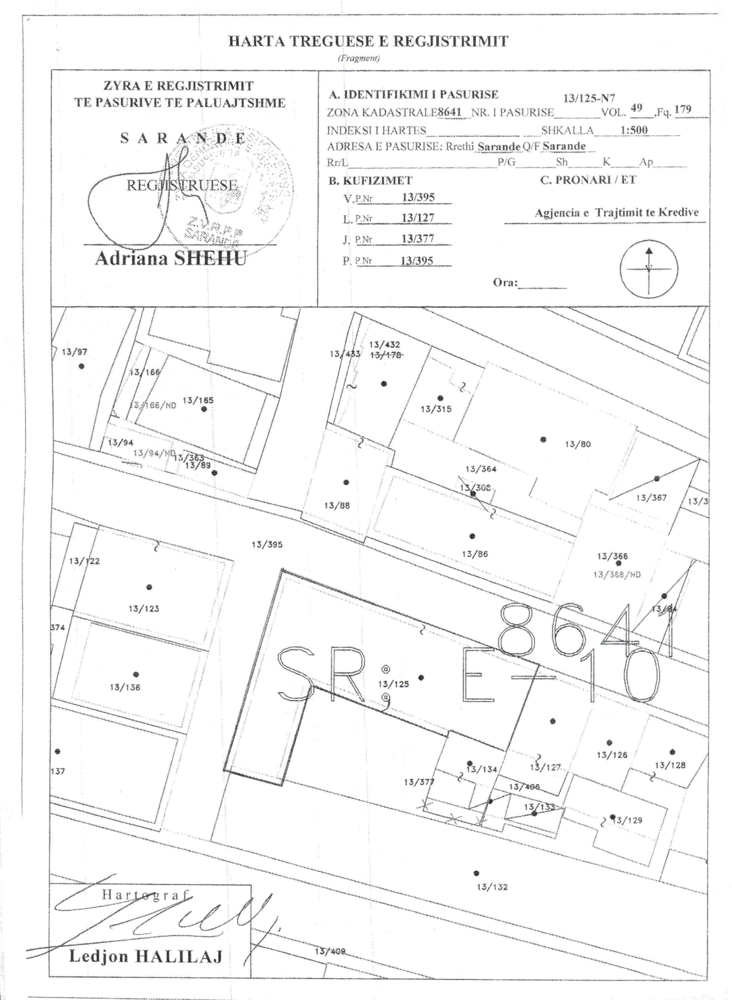 HARTA TREGUESE E REGJISTRIMIT
(Fragment)
ZYRA E REGJISTRIMIT
TE PASURIVE TE PALUAJTSHME
S A R A N D E
REGJISTRUESE
Z.V.R.P.P
SARANDE
Adriana SHEHU
A. IDENTIFIKIMI I PASURISE
13/125-N7
ZONA KADASTRALE 8641 NR. I PASURISE VOL. 49 ,Fq. 179
INDEKSI I HARTES SHKALLA 1:500
ADRESA E PASURISE: Rrethi Sarande Q/F Sarande
Rr/L P/G Sh K Ap
B. KUFIZIMET
V. P.Nr 13/395
L. P.Nr 13/127
J. P.Nr 13/377
P. P.Nr 13/395
C. PRONARI / ET
Agjencia e Trajtimit te Kredive
Ora:
13/97
13/433
13/432
13/178
13/166
13/166/ND
13/165
13/315
13/94
13/94/ND
13/363
13/89
13/80
13/364
13/308
13/367
13/3
13/88
13/395
13/86
13/366
13/368/ND
13/122
13/123
13/84
374
8641
SR; E-10
13/125
13/136
13/126
13/128
13/127
13/134
13/377
13/406
13/133
13/129
137
13/132
13/409
Hartograf
Ledjon HALILAJ